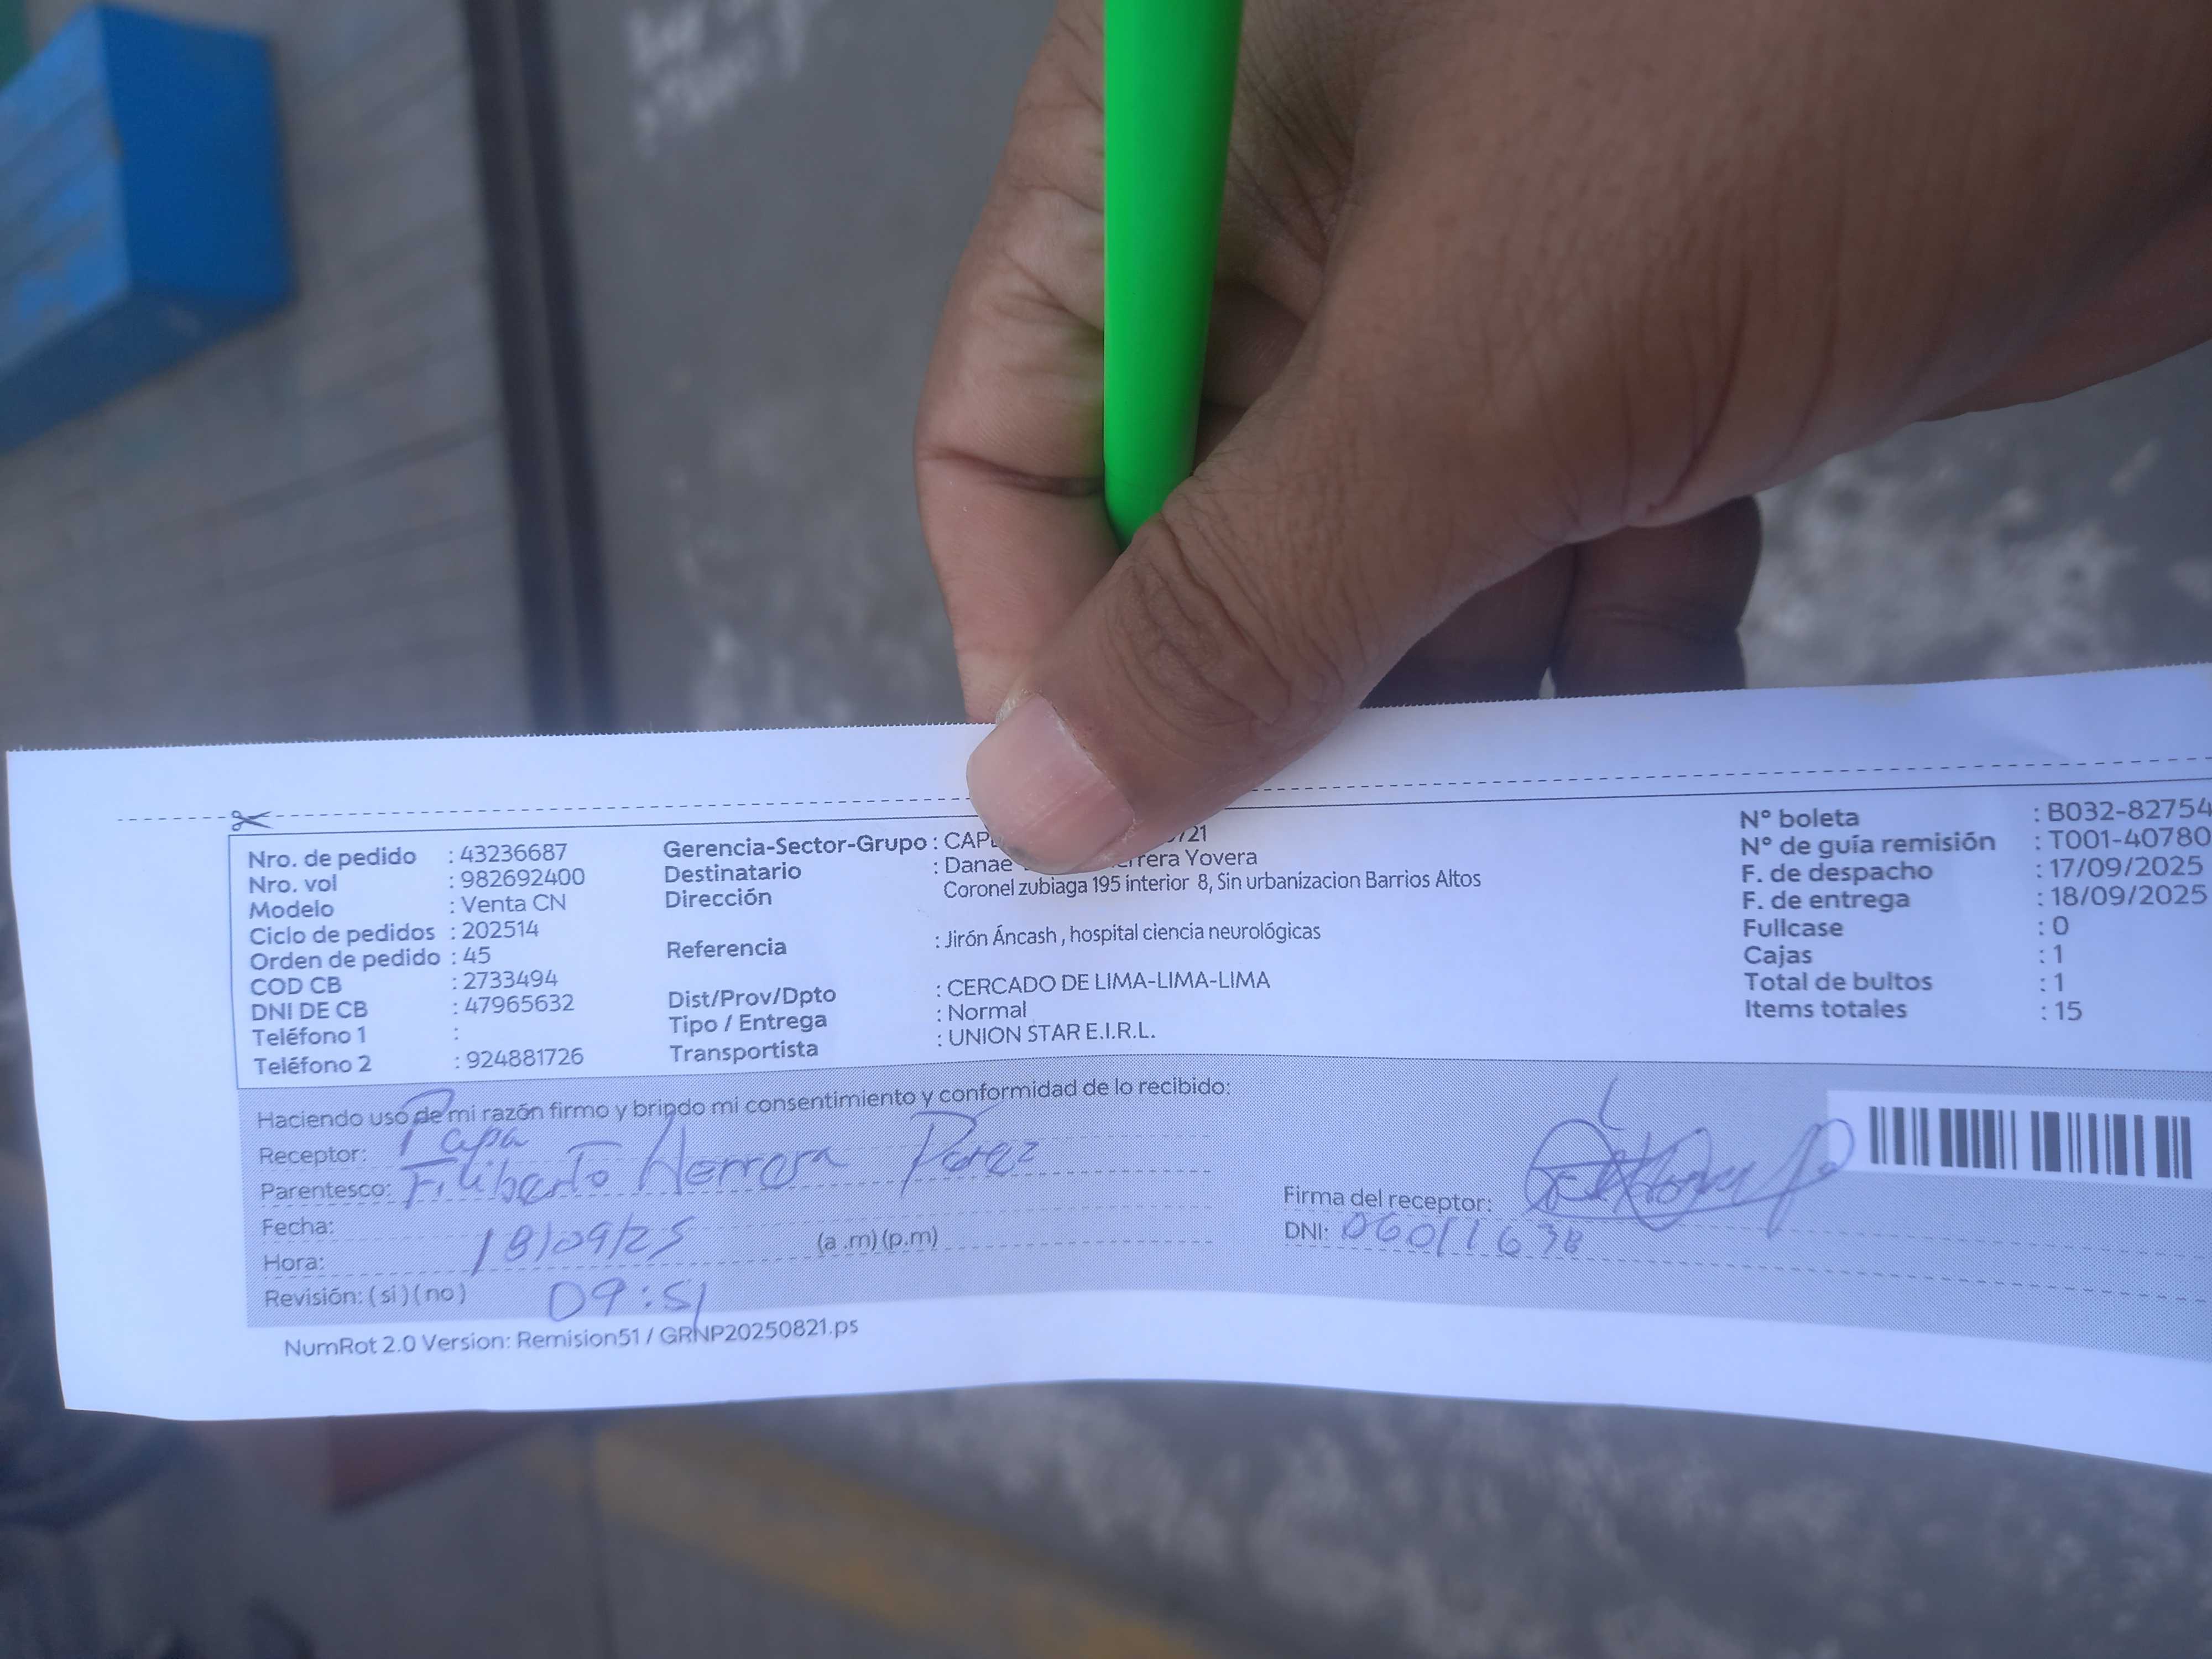 Nro. de pedido : 43236687
Nro. vol : 982692400
Modelo : Venta CN
Ciclo de pedidos : 202514
Orden de pedido : 45
COD CB : 2733494
DNI DE CB : 47965632
Teléfono 1 :
Teléfono 2 : 924881726
Gerencia-Sector-Grupo : CAP /21
Destinatario : Danae rrera Yovera
Dirección Coronel zubiaga 195 interior 8, Sin urbanizacion Barrios Altos
Referencia : Jirón Áncash , hospital ciencia neurológicas
Dist/Prov/Dpto : CERCADO DE LIMA-LIMA-LIMA
Tipo / Entrega : Normal
Transportista : UNION STAR E.I.R.L.
N° boleta : B032-82754
N° de guía remisión : T001-40780
F. de despacho : 17/09/2025
F. de entrega : 18/09/2025
Fullcase : 0
Cajas : 1
Total de bultos : 1
Items totales : 15
Haciendo uso de mi razón firmo y brindo mi consentimiento y conformidad de lo recibido:
Receptor: Papa
Parentesco: Filiberto Herrera Perez
Fecha: 18/09/25
Hora: (a .m) (p.m)
Revisión: ( si ) ( no ) 09:51
Firma del receptor:
DNI: 06011638
NumRot 2.0 Version: Remision51 / GRNP20250821.ps